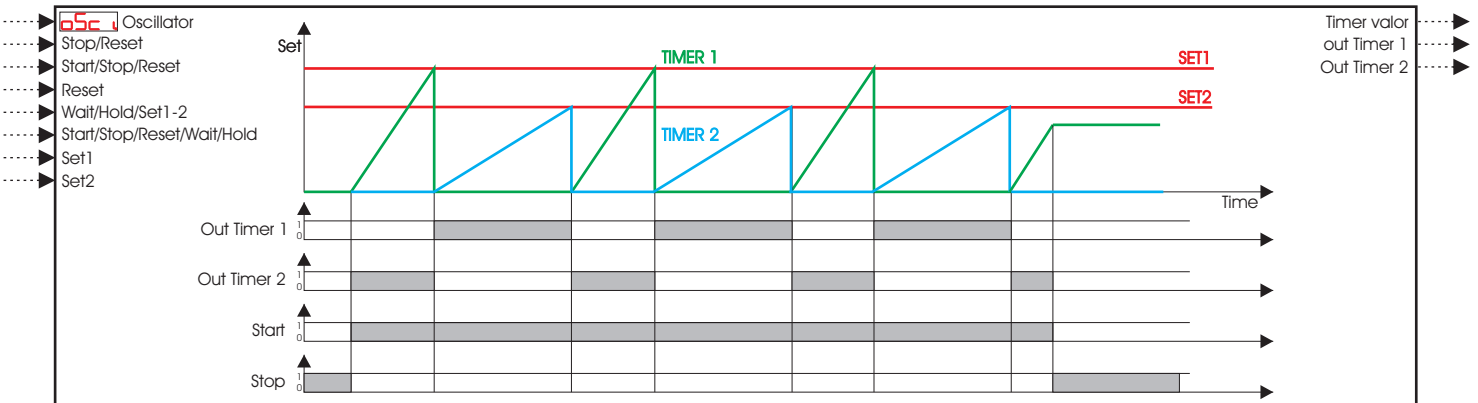 oSc i Oscillator
Stop/Reset
Start/Stop/Reset
Reset
Wait/Hold/Set1-2
Start/Stop/Reset/Wait/Hold
Set1
Set2
Set
TIMER 1
SET1
SET2
TIMER 2
Time
Timer valor
out Timer 1
Out Timer 2
Out Timer 1
1
0
Out Timer 2
1
0
Start
1
0
Stop
1
0